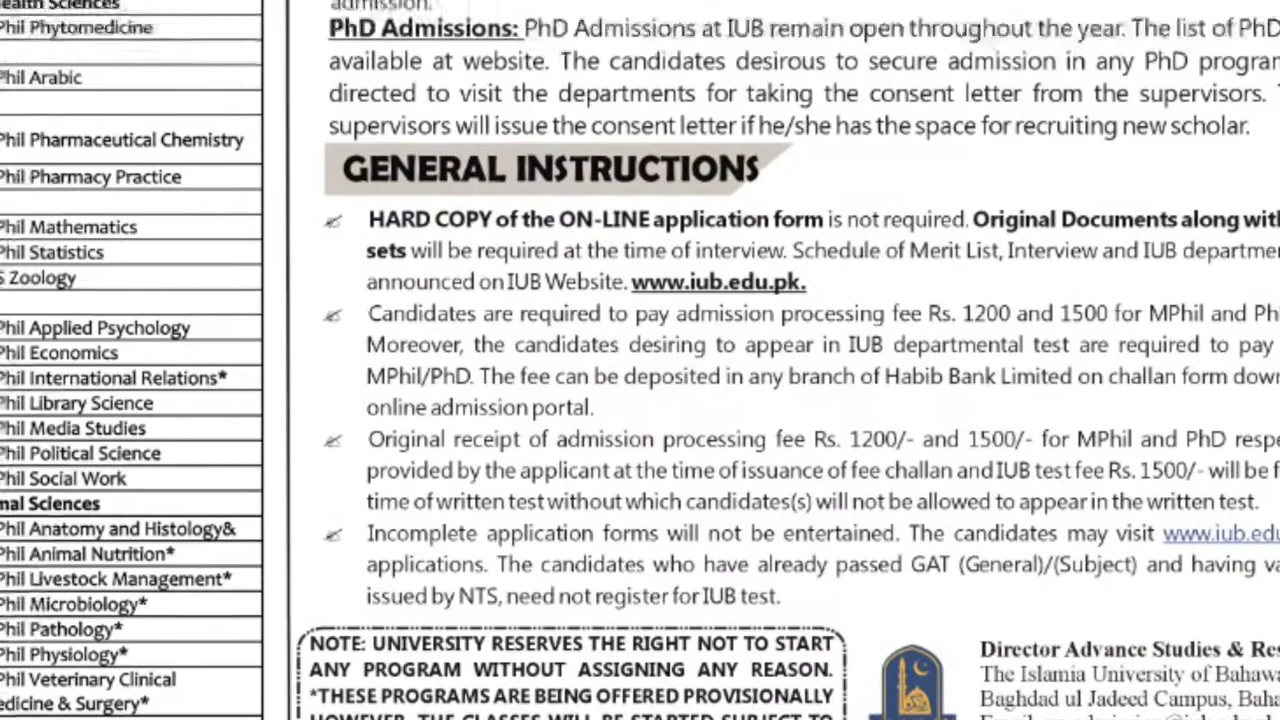 ealth Sciences
Phil Phytomedicine
Phil Arabic
Phil Pharmaceutical Chemistry
Phil Pharmacy Practice
Phil Mathematics
Phil Statistics
S Zoology
Phil Applied Psychology
Phil Economics
Phil International Relations*
Phil Library Science
Phil Media Studies
Phil Political Science
Phil Social Work
mal Sciences
Phil Anatomy and Histology&
Phil Animal Nutrition*
Phil Livestock Management*
Phil Microbiology*
Phil Pathology*
Phil Physiology*
Phil Veterinary Clinical
edicine & Surgery*
admission.
PhD Admissions: PhD Admissions at IUB remain open throughout the year. The list of PhD
available at website. The candidates desirous to secure admission in any PhD program
directed to visit the departments for taking the consent letter from the supervisors.
supervisors will issue the consent letter if he/she has the space for recruiting new scholar.
GENERAL INSTRUCTIONS
HARD COPY of the ON-LINE application form is not required. Original Documents along with
sets will be required at the time of interview. Schedule of Merit List, Interview and IUB departmen
announced on IUB Website. www.iub.edu.pk.
Candidates are required to pay admission processing fee Rs. 1200 and 1500 for MPhil and Ph
Moreover, the candidates desiring to appear in IUB departmental test are required to pay
MPhil/PhD. The fee can be deposited in any branch of Habib Bank Limited on challan form down
online admission portal.
Original receipt of admission processing fee Rs. 1200/- and 1500/- for MPhil and PhD respe
provided by the applicant at the time of issuance of fee challan and IUB test fee Rs. 1500/- will be f
time of written test without which candidates(s) will not be allowed to appear in the written test.
Incomplete application forms will not be entertained. The candidates may visit www.iub.edu
applications. The candidates who have already passed GAT (General)/(Subject) and having va
issued by NTS, need not register for IUB test.
NOTE: UNIVERSITY RESERVES THE RIGHT NOT TO START
ANY PROGRAM WITHOUT ASSIGNING ANY REASON.
*THESE PROGRAMS ARE BEING OFFERED PROVISIONALLY
HOWEVER, THE CLASSES WILL BE STARTED SUBJECT TO
Director Advance Studies & Res
The Islamia University of Bahawa
Baghdad ul Jadeed Campus, Baha